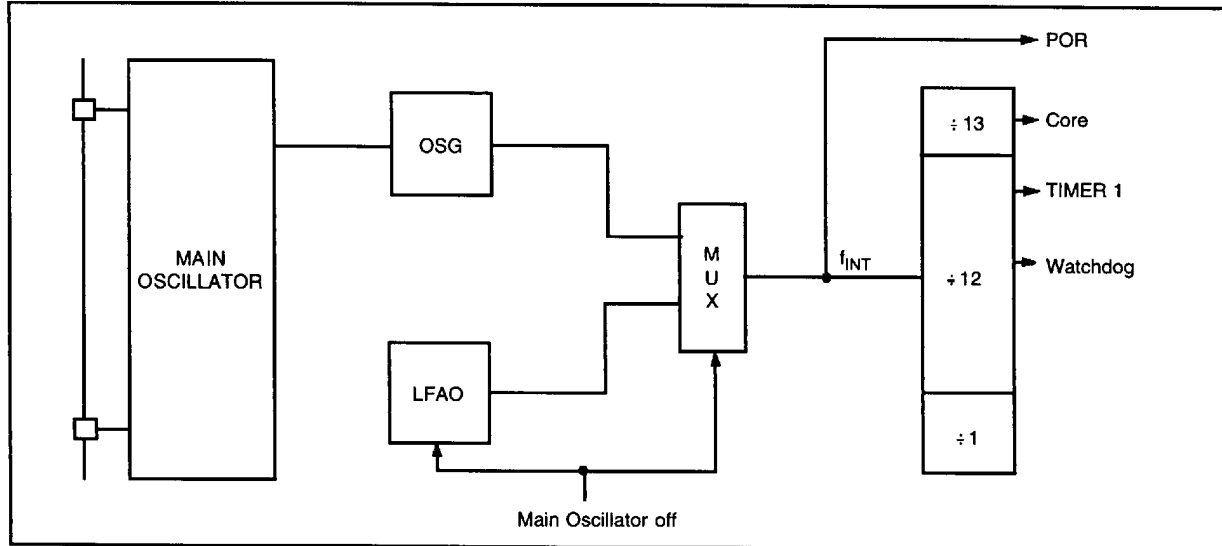 POR
÷ 13
Core
OSG
TIMER 1
MAIN
OSCILLATOR
M
U
X
f_INT
Watchdog
÷ 12
LFAO
÷ 1
Main Oscillator off